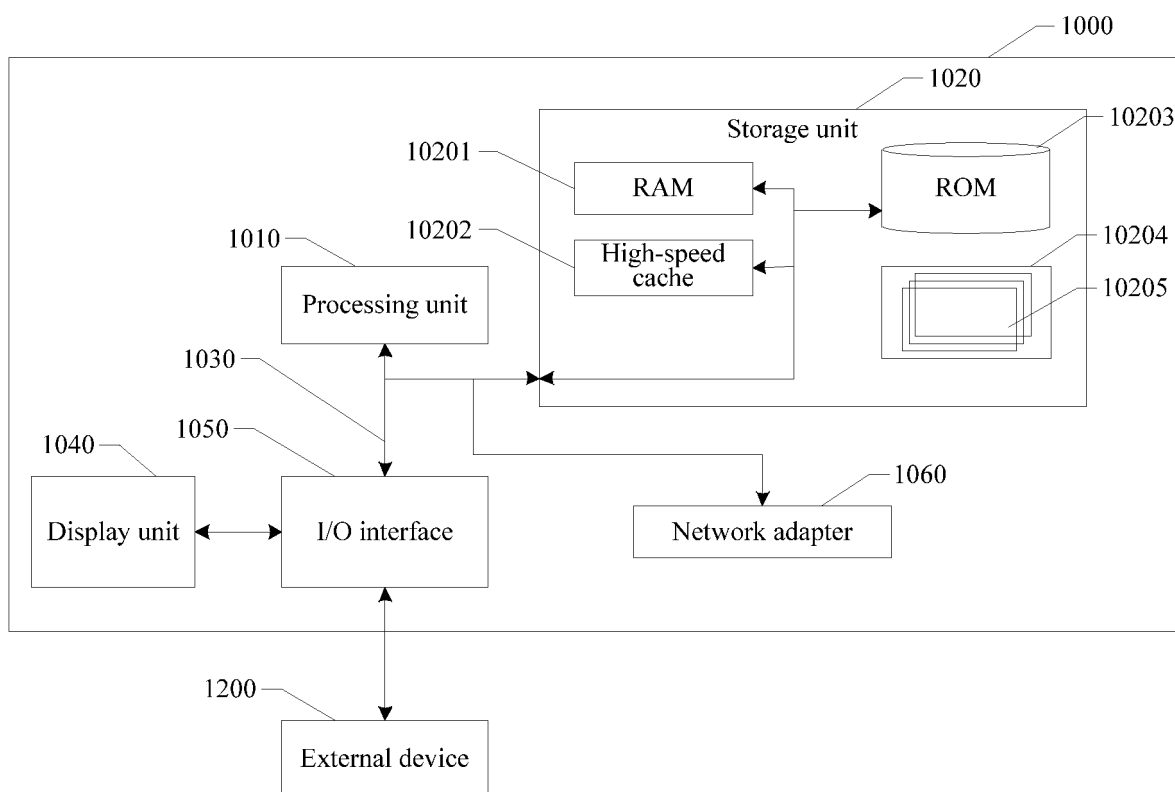 1000
1020
Storage unit
10203
10201
RAM
ROM
10202
High-speed
cache
10204
1010
10205
Processing unit
1030
1050
1040
1060
Display unit
I/O interface
Network adapter
1200
External device